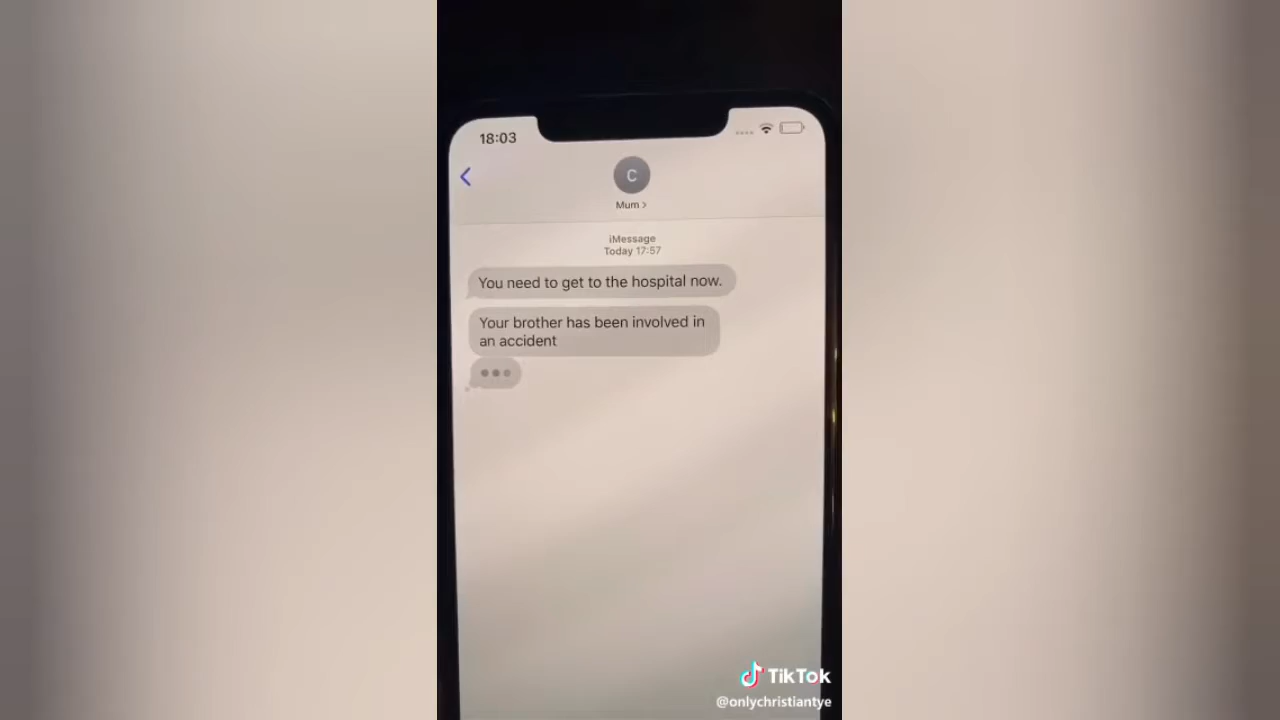 18:03
C
Mum >
iMessage
Today 17:57
You need to get to the hospital now.
Your brother has been involved in
an accident
TikTok
@onlychristiantye